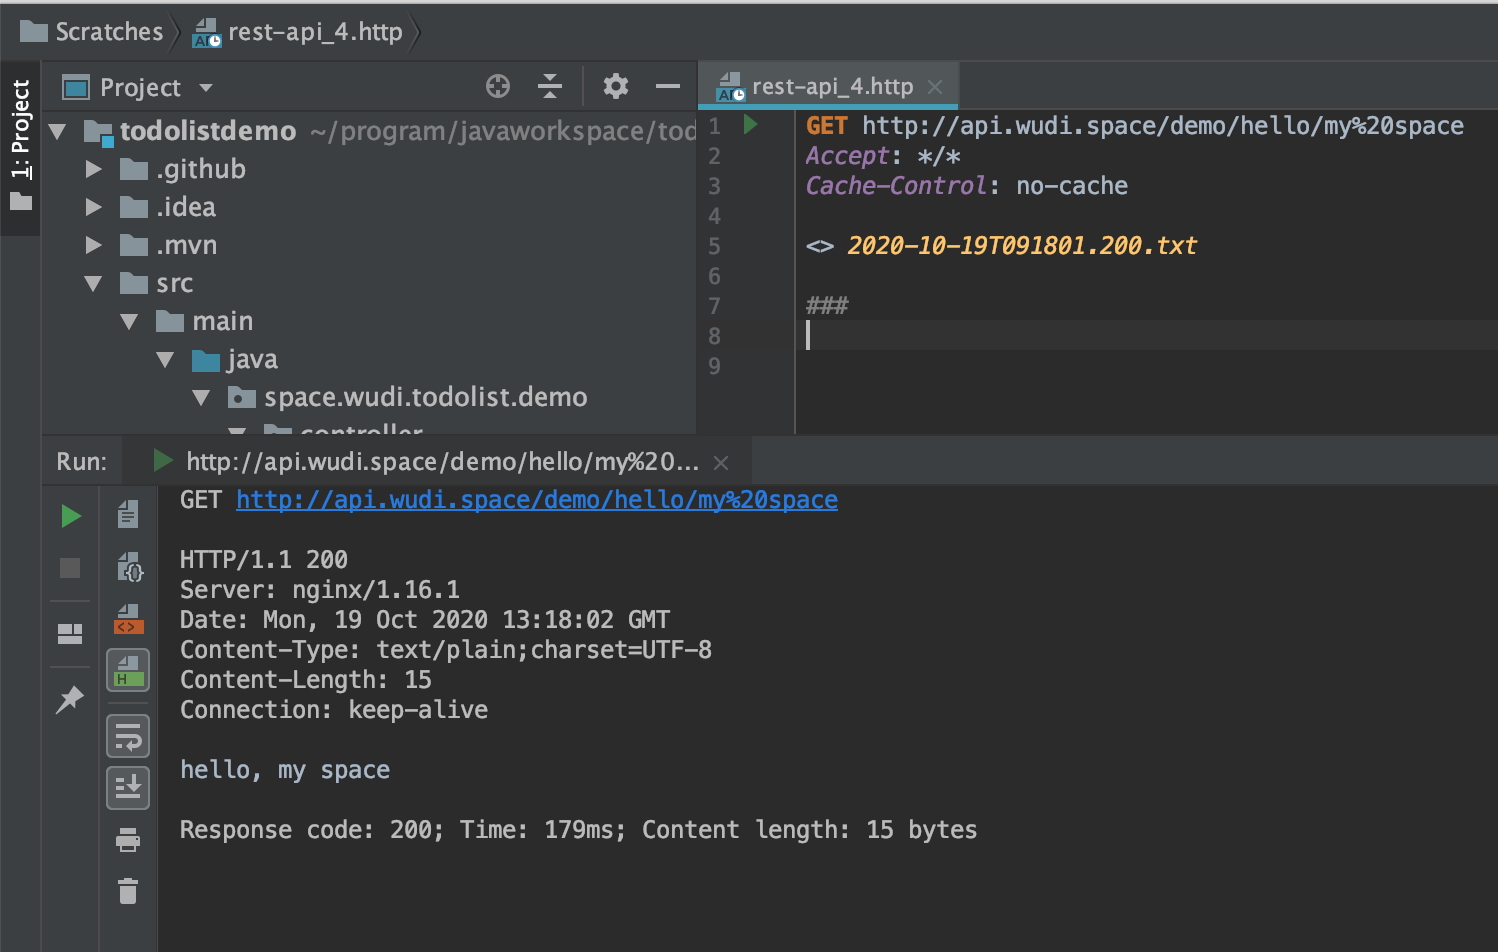 Scratches
rest-api_4.http
1: Project
Project
rest-api_4.http
todolistdemo ~/program/javaworkspace/tod
.github
.idea
.mvn
src
main
java
space.wudi.todolist.demo
controller
1 GET http://api.wudi.space/demo/hello/my%20space
2 Accept: */*
3 Cache-Control: no-cache
4
5 <> 2020-10-19T091801.200.txt
6
7 ###
8
9
Run: http://api.wudi.space/demo/hello/my%20...
GET http://api.wudi.space/demo/hello/my%20space
HTTP/1.1 200
Server: nginx/1.16.1
Date: Mon, 19 Oct 2020 13:18:02 GMT
Content-Type: text/plain;charset=UTF-8
Content-Length: 15
Connection: keep-alive
hello, my space
Response code: 200; Time: 179ms; Content length: 15 bytes